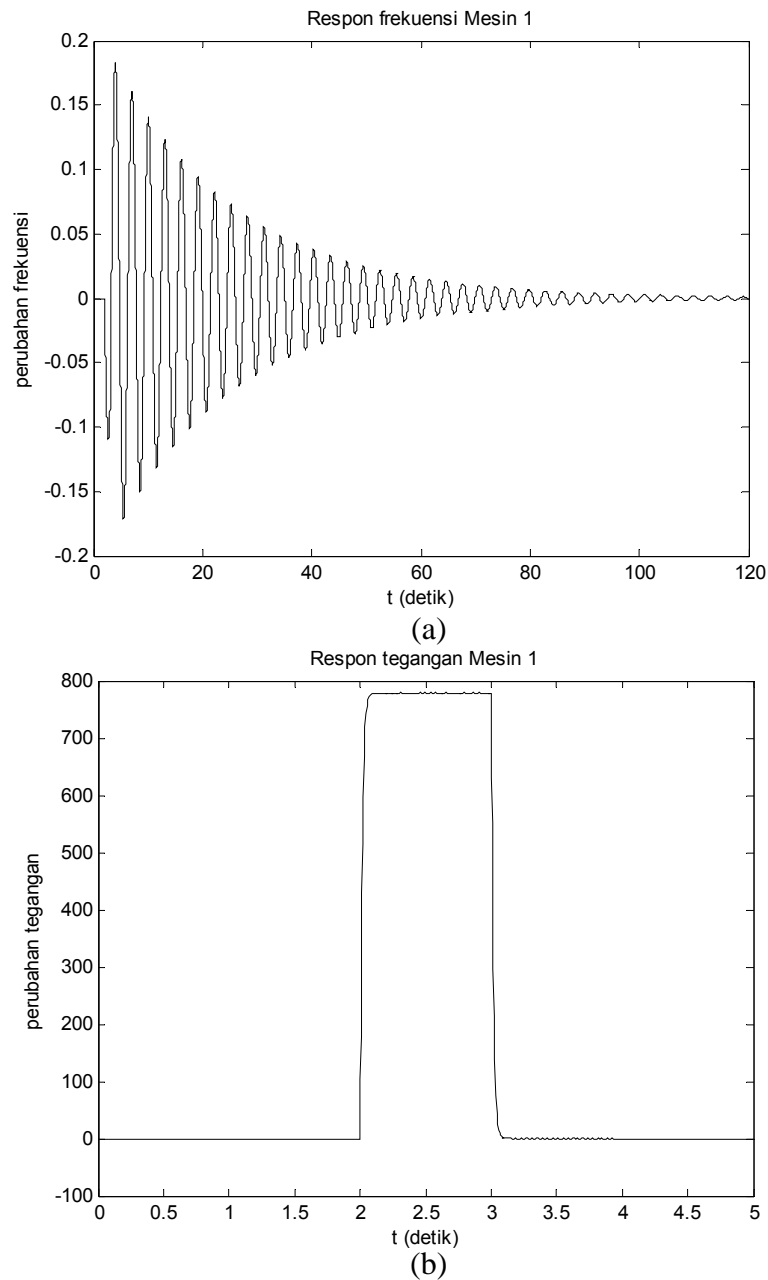 Respon frekuensi Mesin 1
0.2
0.15
0.1
0.05
0
-0.05
-0.1
-0.15
-0.2
perubahan frekuensi
0 20 40 60 80 100 120
t (detik)
(a)
Respon tegangan Mesin 1
800
700
600
500
400
300
200
100
0
-100
perubahan tegangan
0 0.5 1 1.5 2 2.5 3 3.5 4 4.5 5
t (detik)
(b)